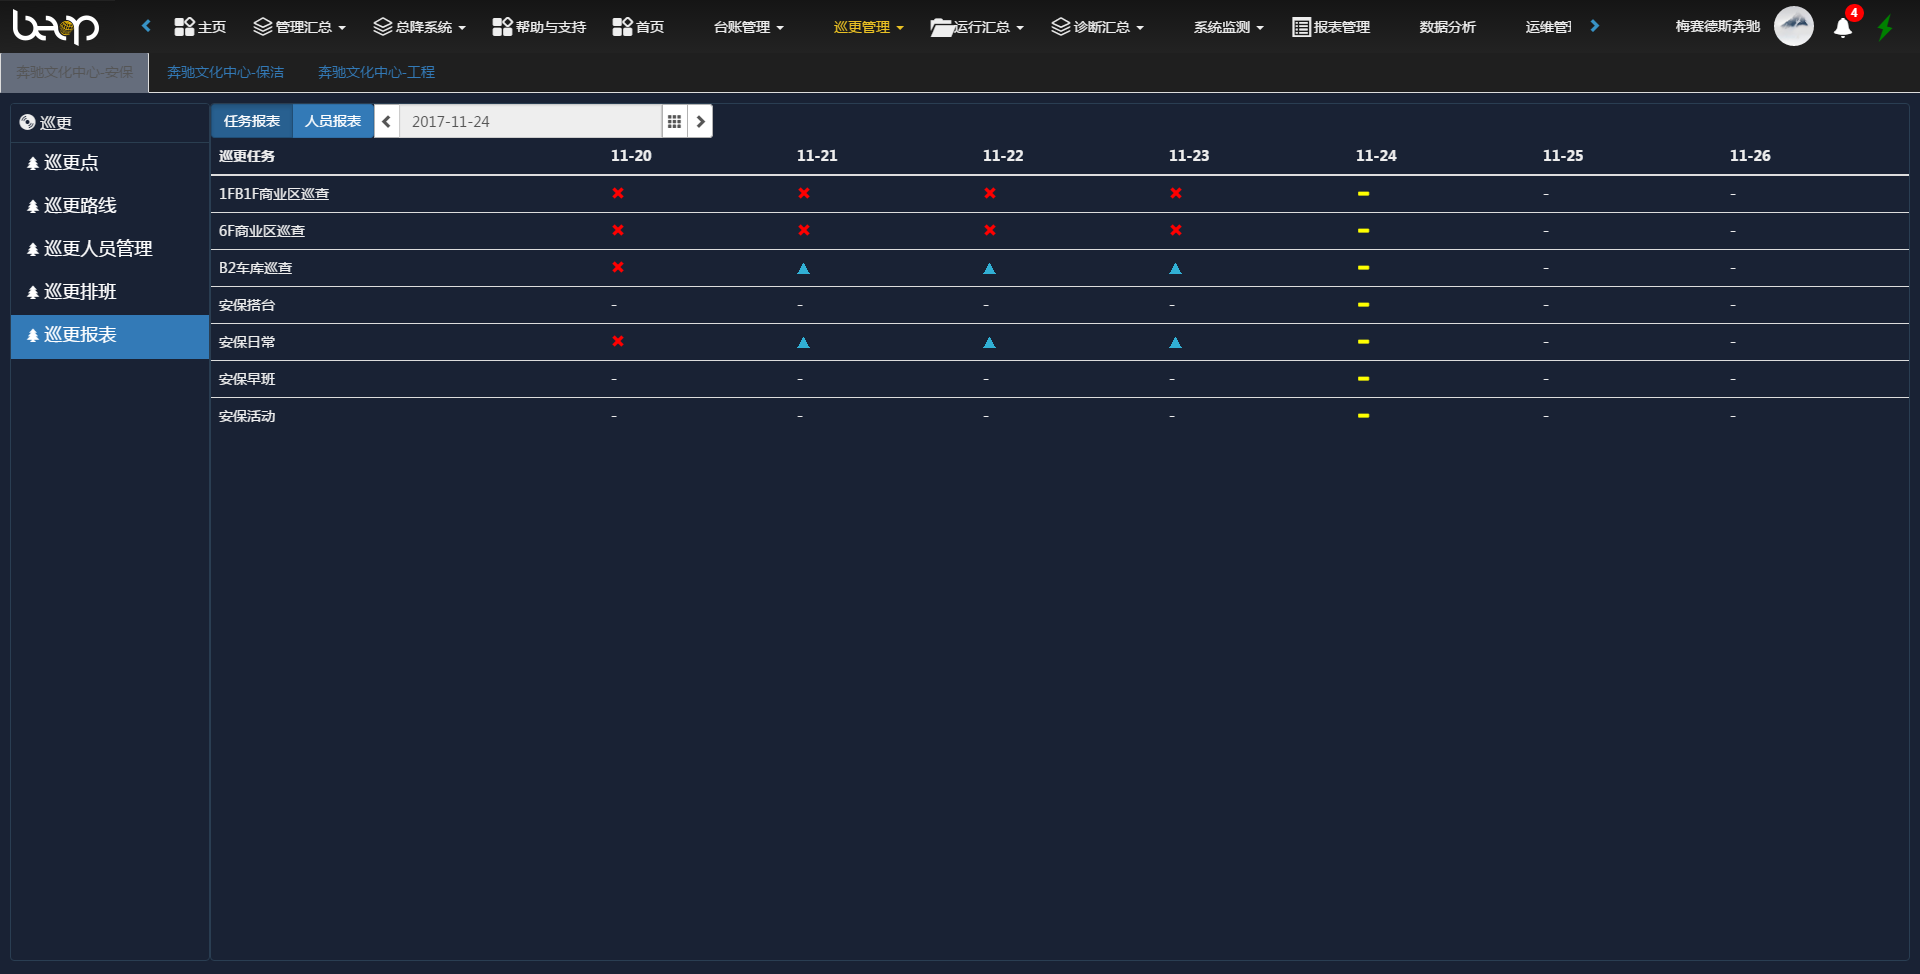 beop 主页 管理汇总 总降系统 帮助与支持 首页 台账管理 巡更管理 运行汇总 诊断汇总 系统监测 报表管理 数据分析 运维管 梅赛德斯奔驰 4
奔驰文化中心-安保 奔驰文化中心-保洁 奔驰文化中心-工程
巡更
巡更点
巡更路线
巡更人员管理
巡更排班
巡更报表
任务报表 人员报表 2017-11-24
巡更任务 11-20 11-21 11-22 11-23 11-24 11-25 11-26
1FB1F商业区巡查 - -
6F商业区巡查 - -
B2车库巡查 - -
安保搭台 - - - - - -
安保日常 - -
安保早班 - - - - - -
安保活动 - - - - - -